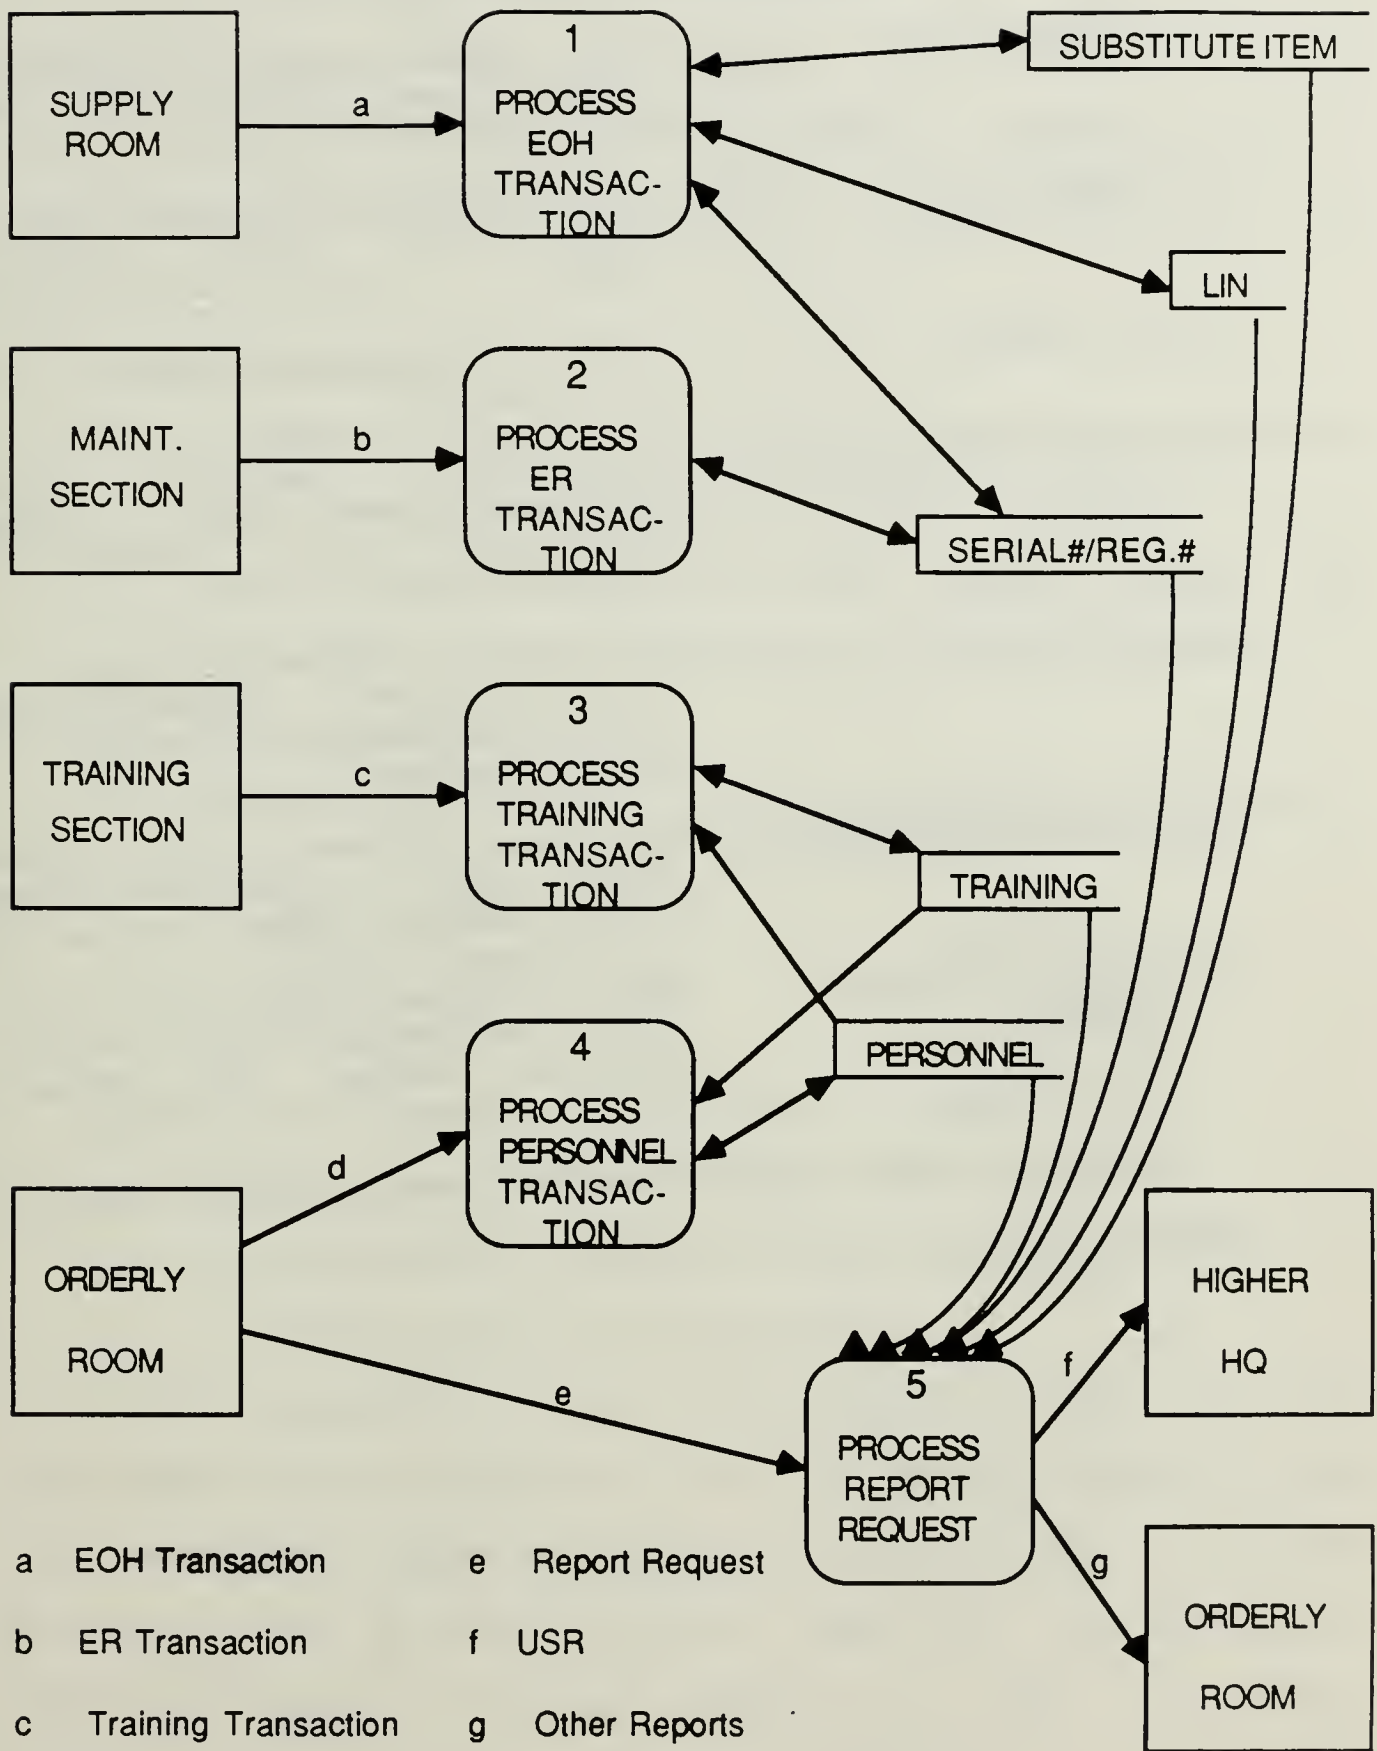 1
SUBSTITUTE ITEM
SUPPLY
ROOM
a
PROCESS
EOH
TRANSAC-
TION
LIN
2
MAINT.
SECTION
b
PROCESS
ER
TRANSAC-
TION
SERIAL#/REG.#
3
TRAINING
SECTION
c
PROCESS
TRAINING
TRANSAC-
TION
TRAINING
4
PERSONNEL
PROCESS
PERSONNEL
TRANSAC-
TION
d
ORDERLY
ROOM
HIGHER
HQ
e
f
5
PROCESS
REPORT
REQUEST
g
ORDERLY
ROOM
a EOH Transaction
b ER Transaction
c Training Transaction
e Report Request
f USR
g Other Reports